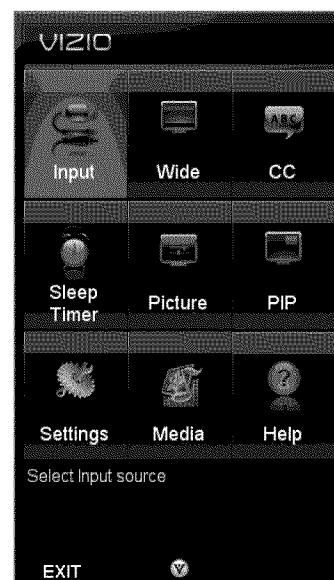 VIZIO
ABC
Input Wide CC
Sleep Timer Picture PIP
?
Settings Media Help
Select Input source
EXIT V